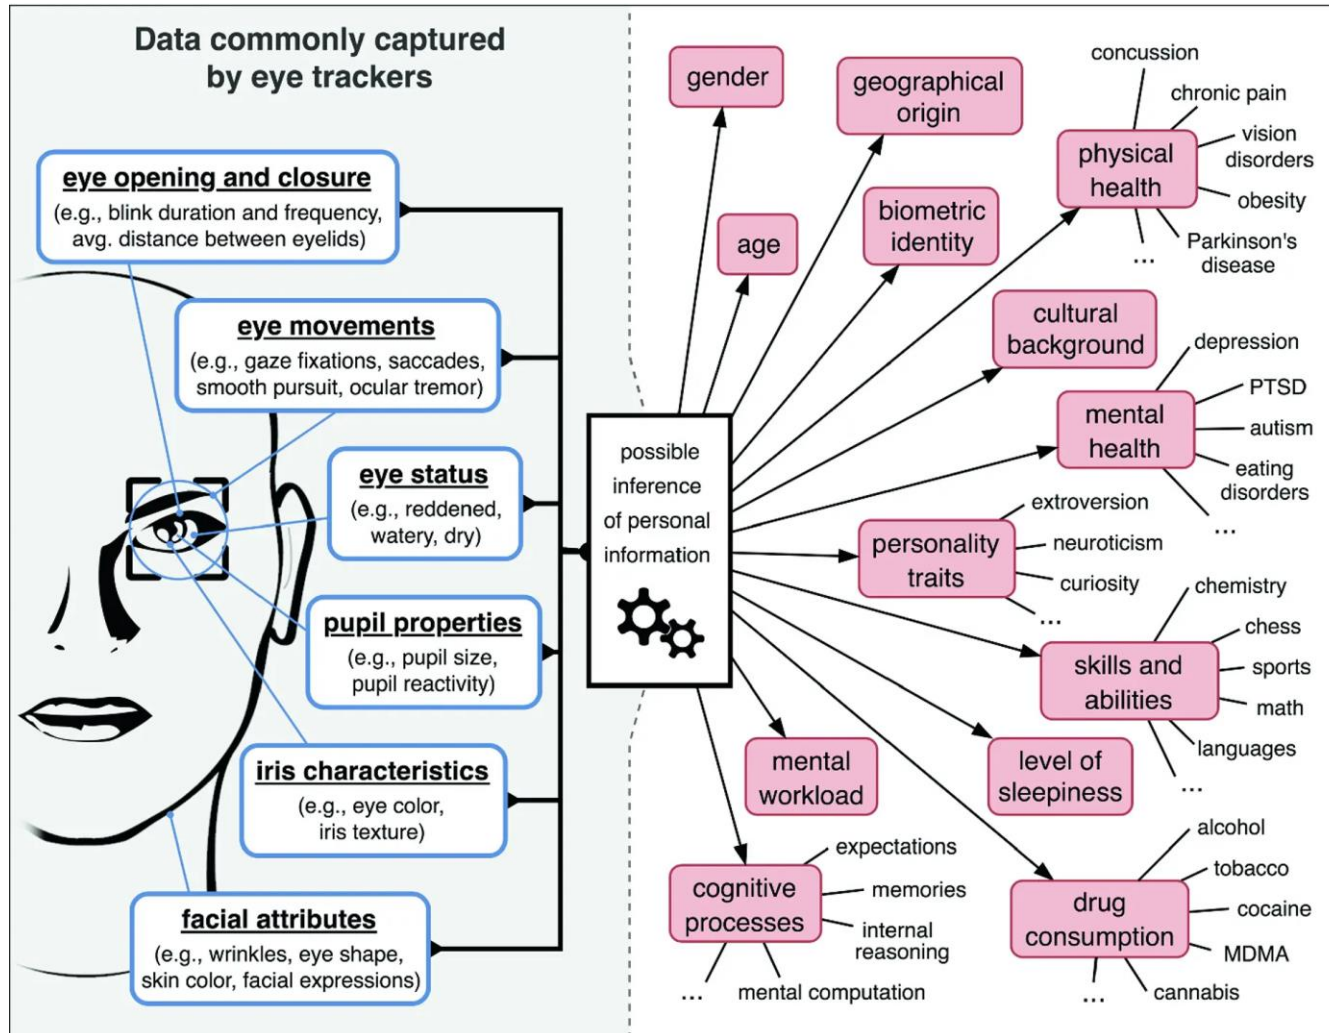 Data commonly captured
by eye trackers
eye opening and closure
(e.g., blink duration and frequency,
avg. distance between eyelids)
eye movements
(e.g., gaze fixations, saccades,
smooth pursuit, ocular tremor)
eye status
(e.g., reddened,
watery, dry)
pupil properties
(e.g., pupil size,
pupil reactivity)
iris characteristics
(e.g., eye color,
iris texture)
facial attributes
(e.g., wrinkles, eye shape,
skin color, facial expressions)
possible
inference
of personal
information
gender
geographical
origin
age
biometric
identity
physical
health
concussion
chronic pain
vision
disorders
obesity
Parkinson's
disease
...
cultural
background
mental
health
depression
PTSD
autism
eating
disorders
...
personality
traits
extroversion
neuroticism
curiosity
...
skills and
abilities
chemistry
chess
sports
math
languages
...
mental
workload
level of
sleepiness
cognitive
processes
expectations
memories
internal
reasoning
mental computation
...
drug
consumption
alcohol
tobacco
cocaine
MDMA
cannabis
...